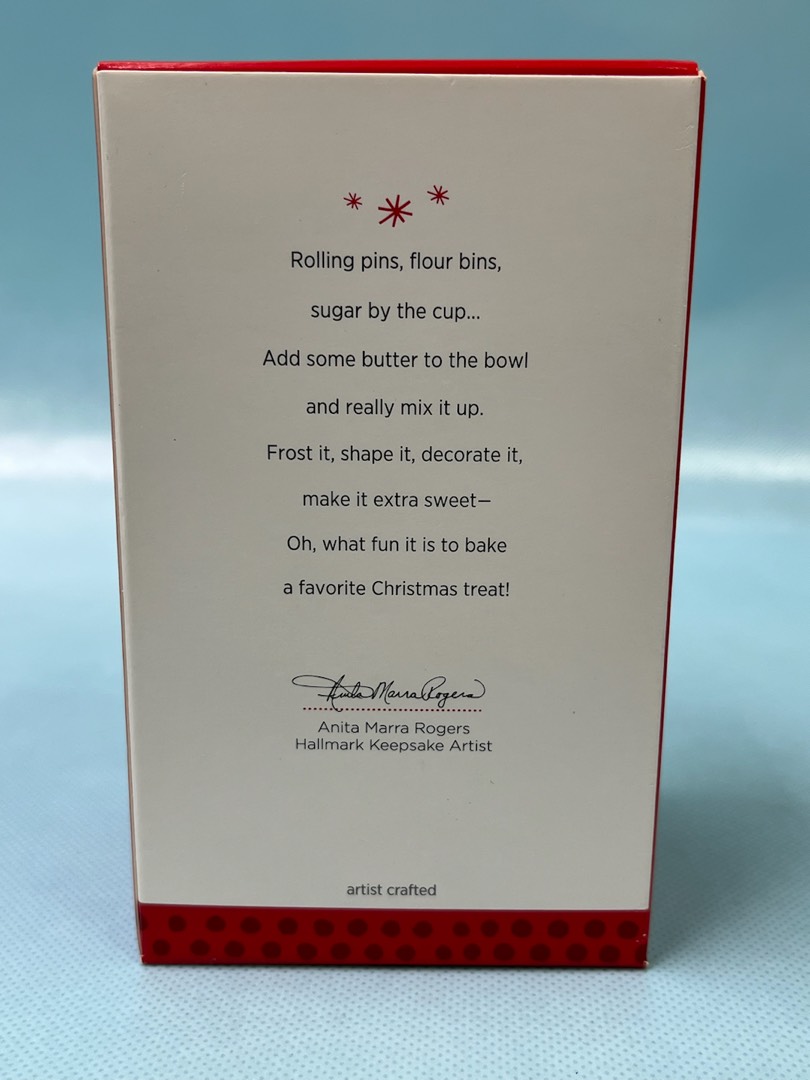 Rolling pins, flour bins,
sugar by the cup...
Add some butter to the bowl
and really mix it up.
Frost it, shape it, decorate it,
make it extra sweet—
Oh, what fun it is to bake
a favorite Christmas treat!
Anita Marra Rogers
Anita Marra Rogers
Hallmark Keepsake Artist
artist crafted